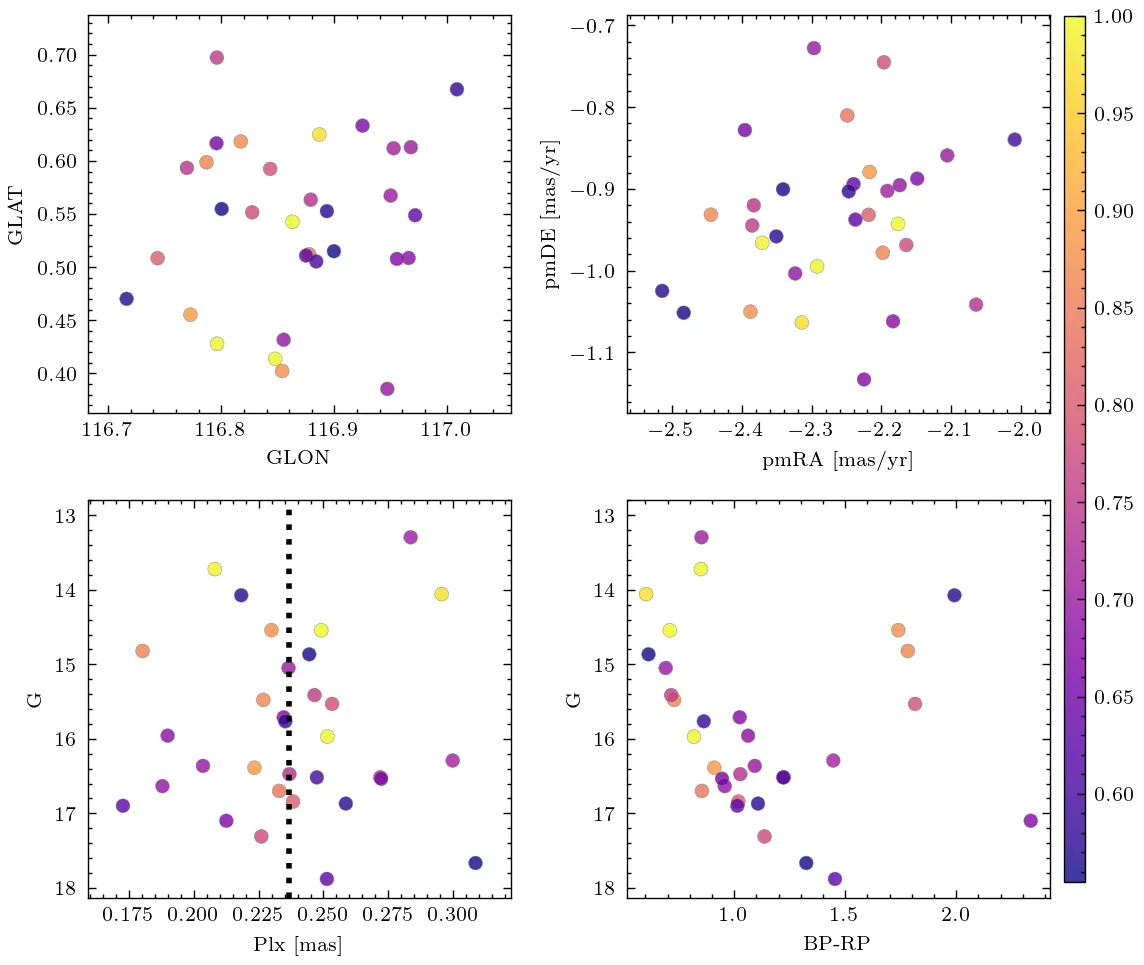 0.70
0.65
0.60
0.55
0.50
0.45
0.40
GLAT
116.7 116.8 116.9 117.0
GLON
−0.7
−0.8
−0.9
−1.0
−1.1
pmDE [mas/yr]
−2.5 −2.4 −2.3 −2.2 −2.1 −2.0
pmRA [mas/yr]
13
14
15
16
17
18
G
0.175 0.200 0.225 0.250 0.275 0.300
Plx [mas]
13
14
15
16
17
18
G
1.0 1.5 2.0
BP-RP
1.00
0.95
0.90
0.85
0.80
0.75
0.70
0.65
0.60